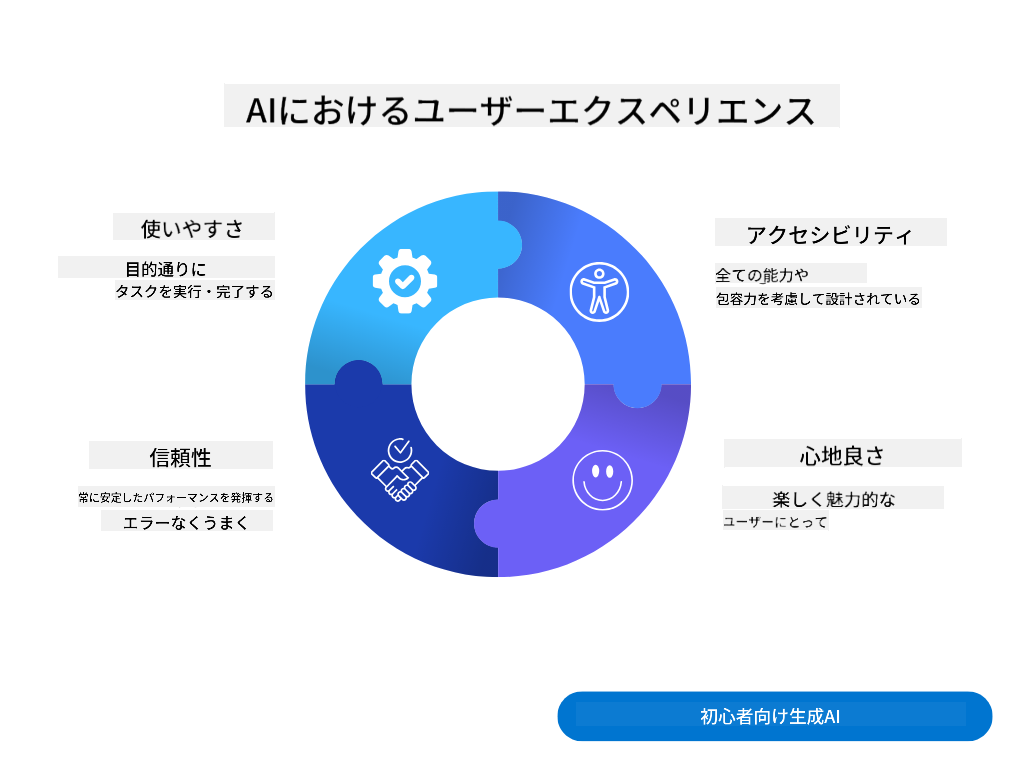 AIにおけるユーザーエクスペリエンス
使いやすさ
目的通りに
タスクを実行・完了する
アクセシビリティ
全ての能力や
包容力を考慮して設計されている
信頼性
常に安定したパフォーマンスを発揮する
エラーなくうまく
心地良さ
楽しく魅力的な
ユーザーにとって
初心者向け生成AI